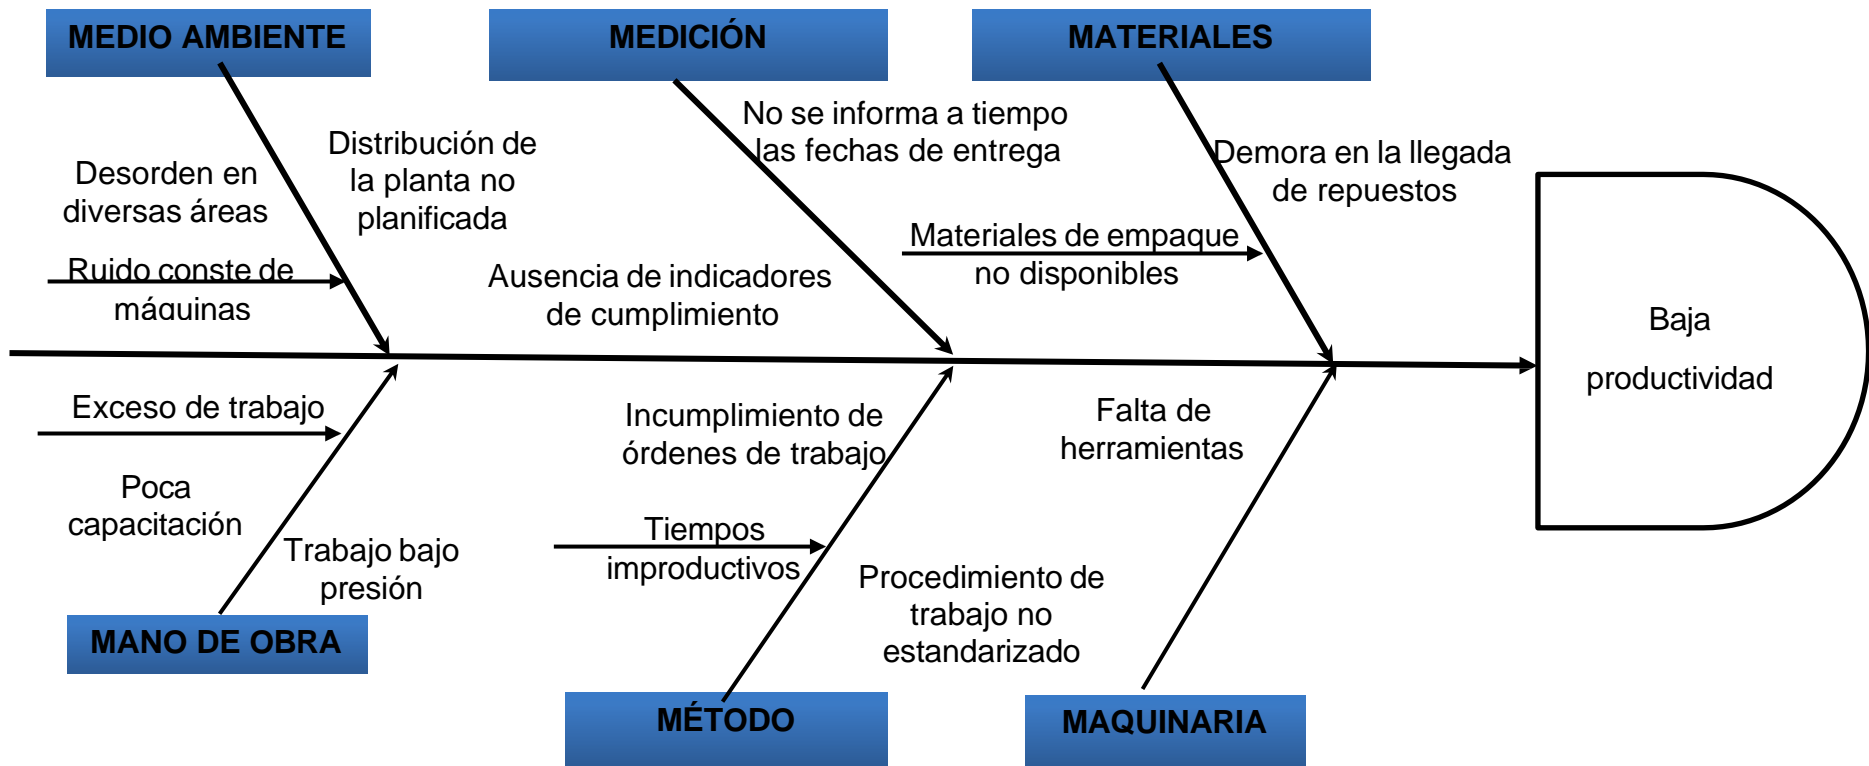 MEDIO AMBIENTE
MEDICIÓN
MATERIALES
No se informa a tiempo
las fechas de entrega
Distribución de
la planta no
planificada
Demora en la llegada
de repuestos
Desorden en
diversas áreas
Materiales de empaque
no disponibles
Ruido conste de
máquinas
Ausencia de indicadores
de cumplimiento
Baja
productividad
Exceso de trabajo
Incumplimiento de
órdenes de trabajo
Falta de
herramientas
Poca
capacitación
Tiempos
improductivos
Trabajo bajo
presión
Procedimiento de
trabajo no
estandarizado
MANO DE OBRA
MÉTODO
MAQUINARIA